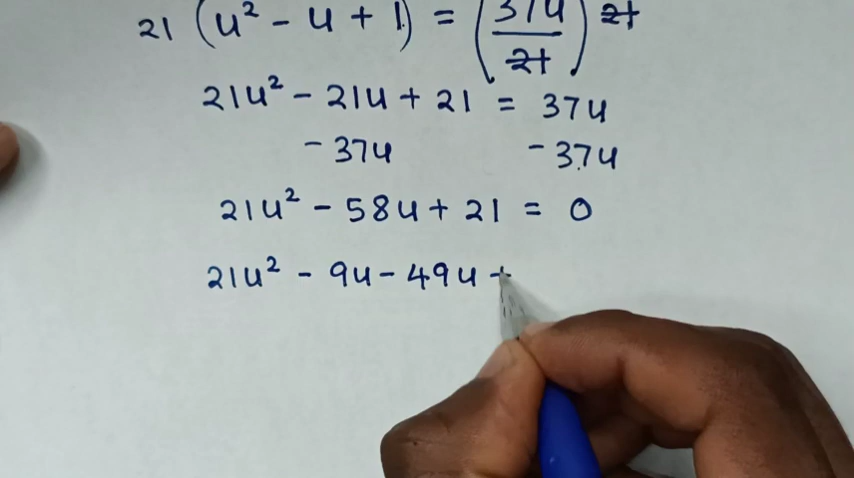 21 (u² - u + 1) = (37u/21) 21
21u² - 21u + 21 = 37u
- 37u - 37u
21u² - 58u + 21 = 0
21u² - 9u - 49u +